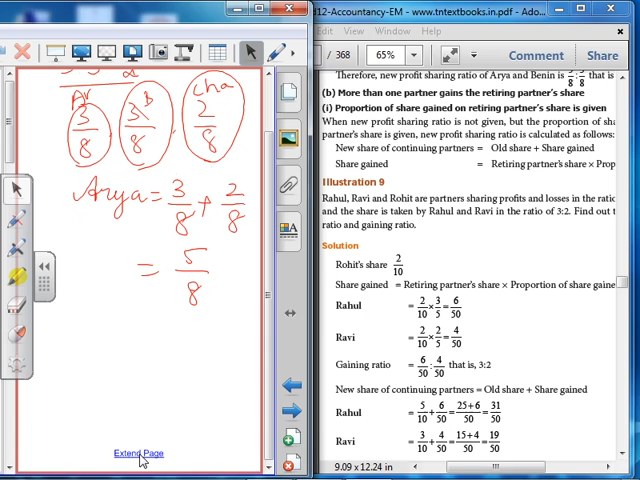 Ar B Cha
3/8, 3/8, 2/8
Arya = 3/8 + 2/8
= 5/8
Extend Page
M12-Accountancy-EM - www.tntextbooks.in.pdf - Ado...
Edit View Window Help
/ 368 65% Comment Share
Therefore, new profit sharing ratio of Arya and Benin is 5/8 : 3/8 that is
(b) More than one partner gains the retiring partner's share
(i) Proportion of share gained on retiring partner's share is given
When new profit sharing ratio is not given, but the proportion of sha
partner's share is given, new profit sharing ratio is calculated as follows:
New share of continuing partners = Old share + Share gained
Share gained = Retiring partner's share × Prop
Illustration 9
Rahul, Ravi and Rohit are partners sharing profits and losses in the ratio
and the share is taken by Rahul and Ravi in the ratio of 3:2. Find out t
ratio and gaining ratio.
Solution
Rohit's share 2/10
Share gained = Retiring partner's share × Proportion of share gaine
Rahul = 2/10 × 3/5 = 6/50
Ravi = 2/10 × 2/5 = 4/50
Gaining ratio = 6/50 : 4/50 that is, 3:2
New share of continuing partners = Old share + Share gained
Rahul = 5/10 + 6/50 = 25+6/50 = 31/50
Ravi = 3/10 + 4/50 = 15+4/50 = 19/50
9.09 x 12.24 in